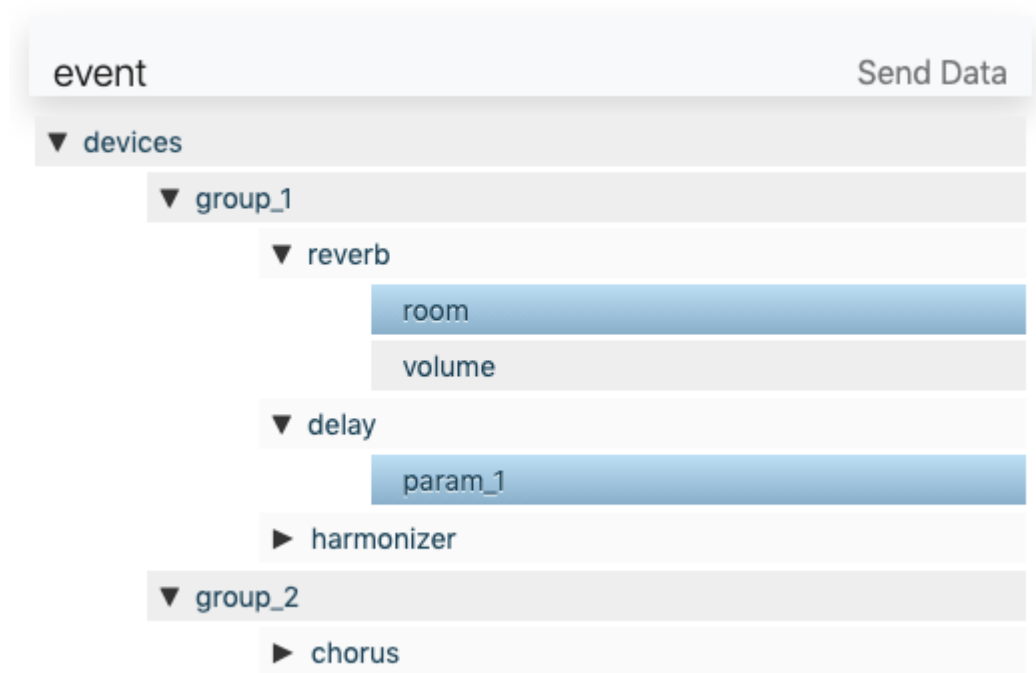 event Send Data
devices
group_1
reverb
room
volume
delay
param_1
harmonizer
group_2
chorus